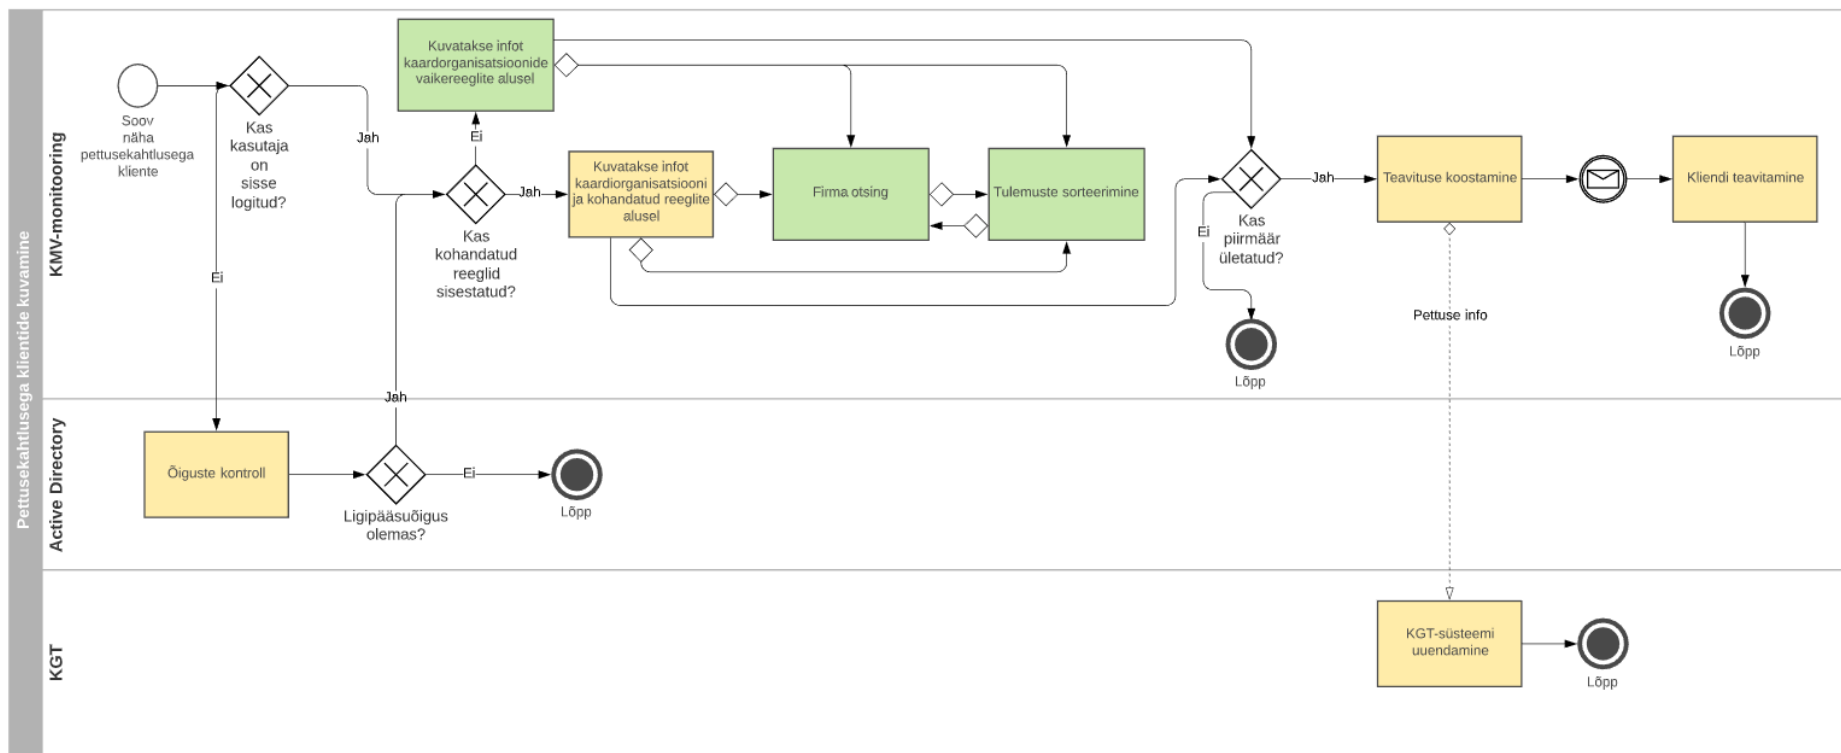 Pettusekahtlusega klientide kuvamine
KMV-monitooring
Soov
näha
pettusekahtlusega
kliente
Kas
kasutaja
on
sisse
logitud?
Jah
Ei
Kuvatakse infot
kaardorganisatsioonide
vaikereeglite alusel
Ei
Kas
kohandatud
reeglid
sisestatud?
Jah
Kuvatakse infot
kaardiorganisatsiooni
ja kohandatud reeglite
alusel
Firma otsing
Tulemuste sorteerimine
Kas
piirmäär
ületatud?
Jah
Ei
Lõpp
Teavituse koostamine
Kliendi teavitamine
Lõpp
Pettuse info
Active Directory
Õiguste kontroll
Jah
Ligipääsuõigus
olemas?
Ei
Lõpp
KGT
KGT-süsteemi
uuendamine
Lõpp